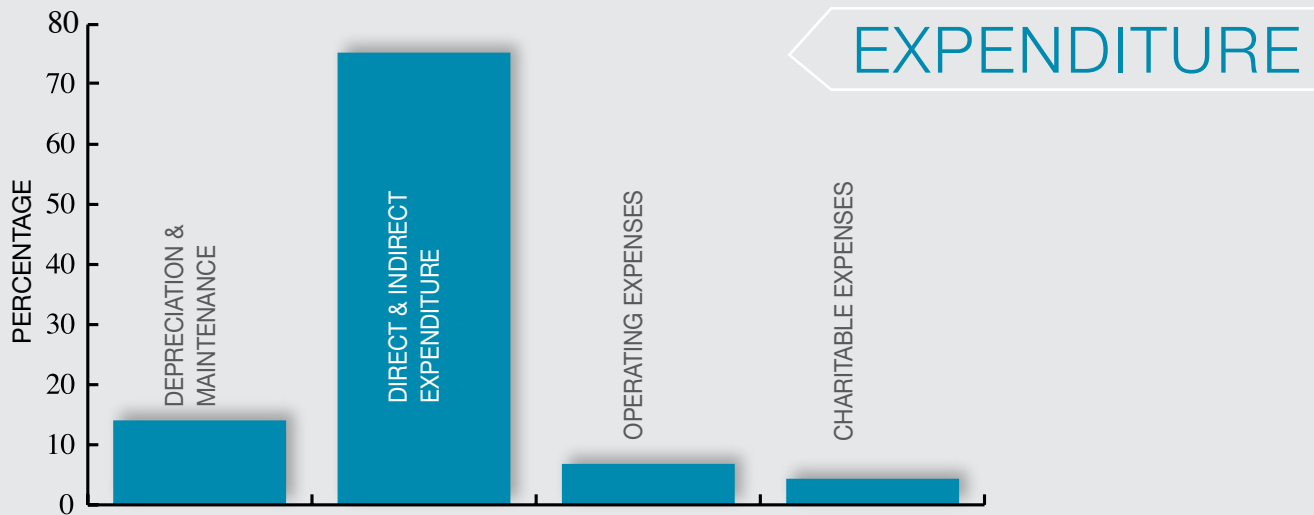 EXPENDITURE
PERCENTAGE
80
70
60
50
40
30
20
10
0
DEPRECIATION &
MAINTENANCE
DIRECT & INDIRECT
EXPENDITURE
OPERATING EXPENSES
CHARITABLE EXPENSES